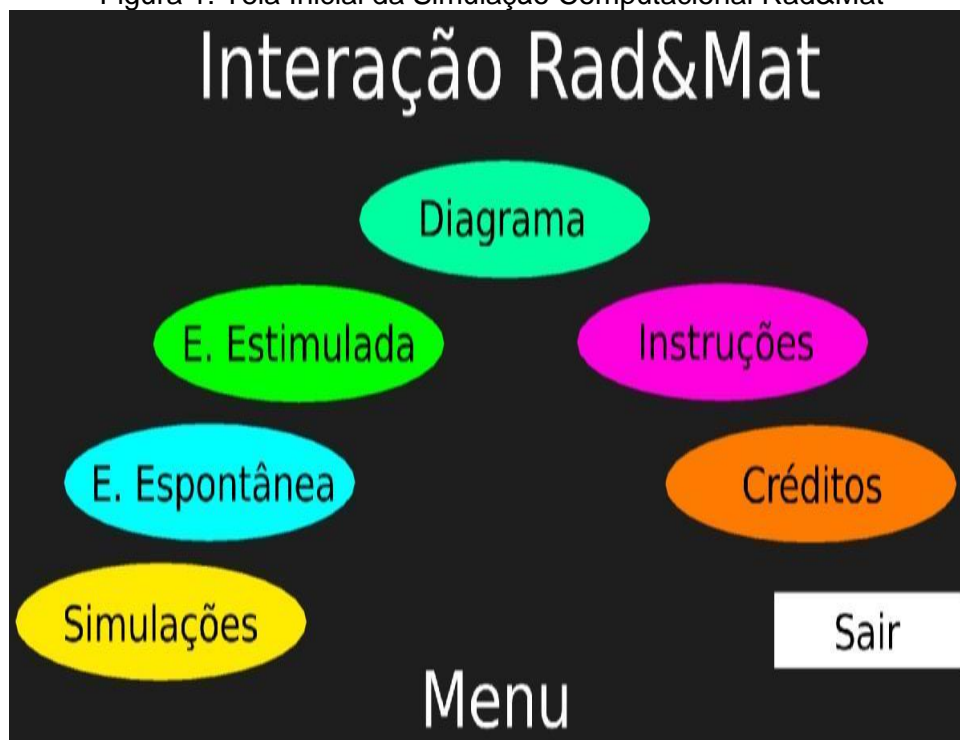 Figura 1: Tela Inicial da Simulação Computacional Rad&Mat
Interação Rad&Mat
Diagrama
E. Estimulada
Instruções
E. Espontânea
Créditos
Simulações
Sair
Menu